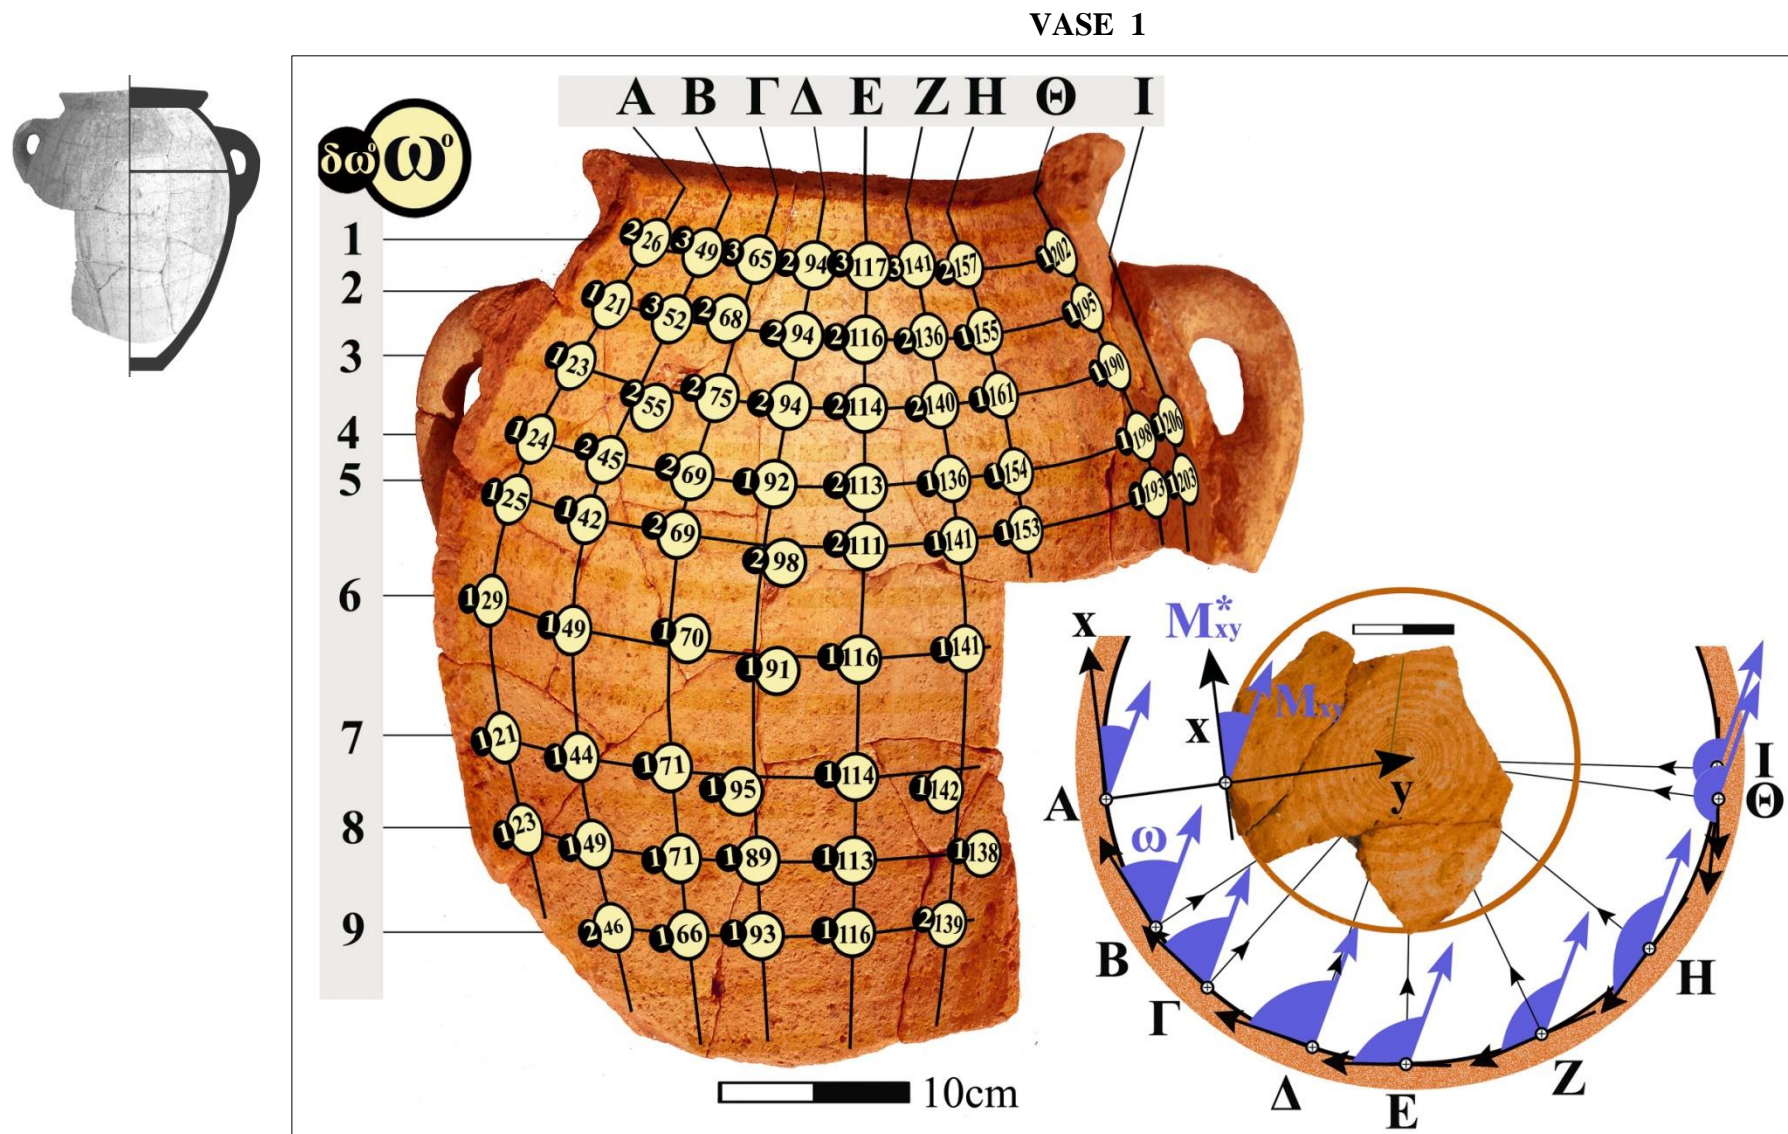 VASE 1
Α Β Γ Δ Ε Ζ Η Θ Ι
δω° ω°
1
2 26 3 49 3 65 2 94 3 117 3 141 2 157 1 202
2
1 21 3 52 2 68 2 94 2 116 2 136 1 155 1 195
3
1 23 2 55 2 75 2 94 2 114 2 140 1 161 1 190
4
1 24 2 45 2 69 1 92 2 113 1 136 1 154 1 198 1 206
5
1 25 1 42 2 69 2 98 2 111 1 141 1 153 1 193 1 203
6
1 29 1 49 1 70 1 91 1 116 1 141
7
1 21 1 44 1 71 1 95 1 114 1 142
8
1 23 1 49 1 71 1 89 1 113 1 138
9
2 46 1 66 1 93 1 116 2 139
10cm
x M*xy
x Mxy
y
ω
Α
Β
Γ
Δ
Ε
Ζ
Η
Θ
Ι